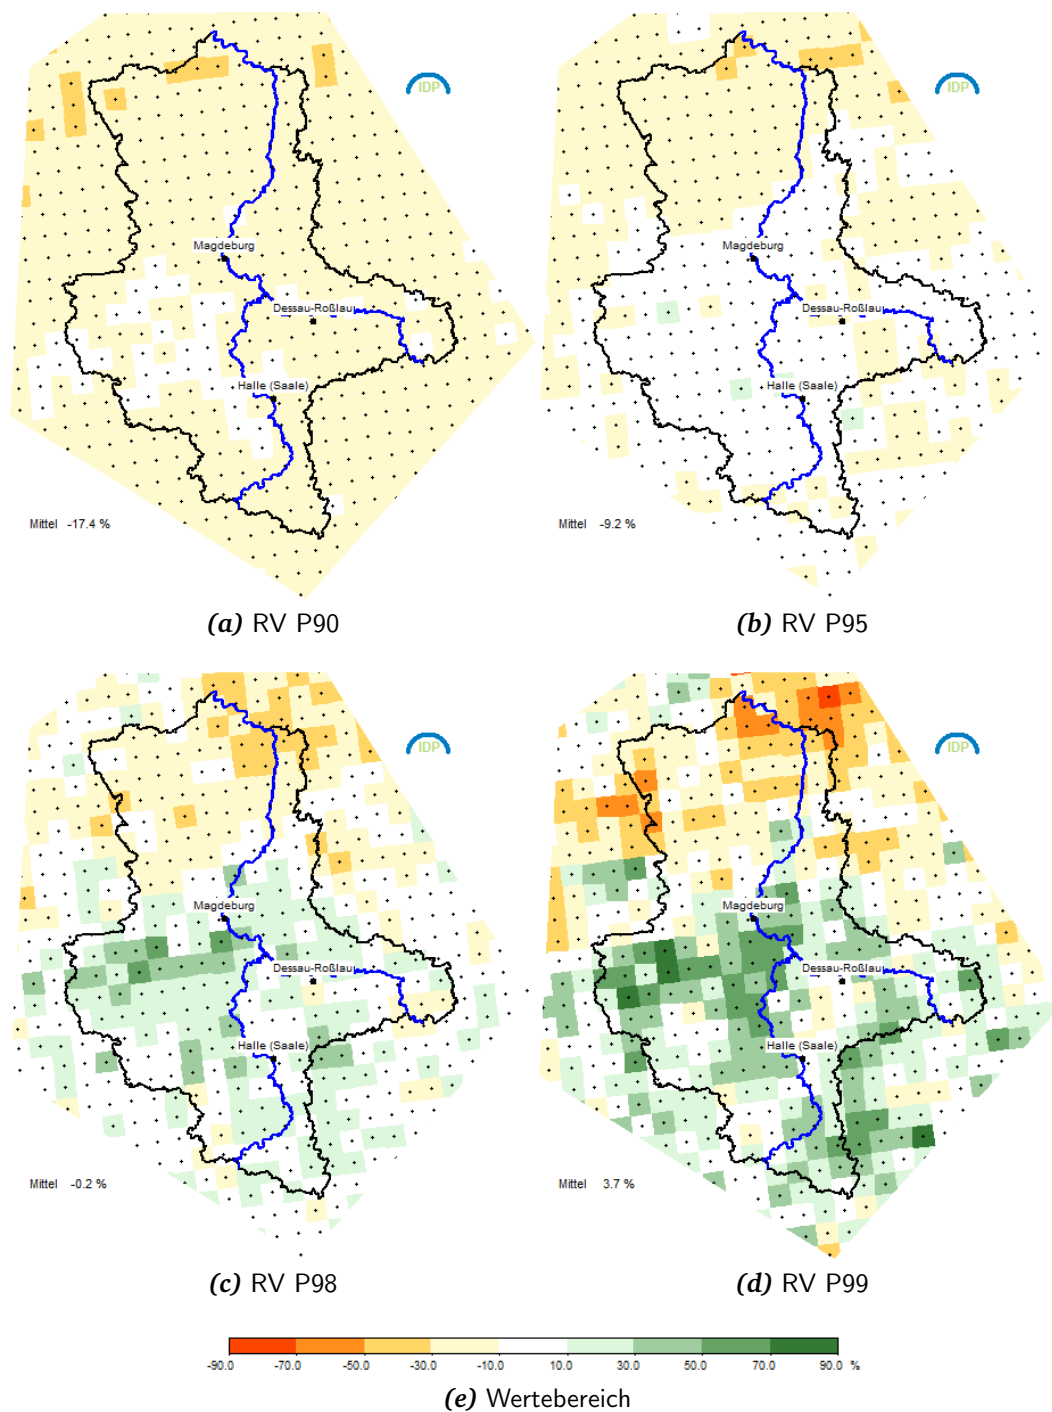 IDP
IDP
Magdeburg
Magdeburg
Dessau-Roßlau
Dessau-Roßlau
Halle (Saale)
Halle (Saale)
Mittel -17.4 %
Mittel -9.2 %
(a) RV P90
(b) RV P95
IDP
IDP
Magdeburg
Magdeburg
Dessau-Roßlau
Dessau-Roßlau
Halle (Saale)
Halle (Saale)
Mittel -0.2 %
Mittel 3.7 %
(c) RV P98
(d) RV P99
-90.0 -70.0 -50.0 -30.0 -10.0 10.0 30.0 50.0 70.0 90.0 %
(e) Wertebereich